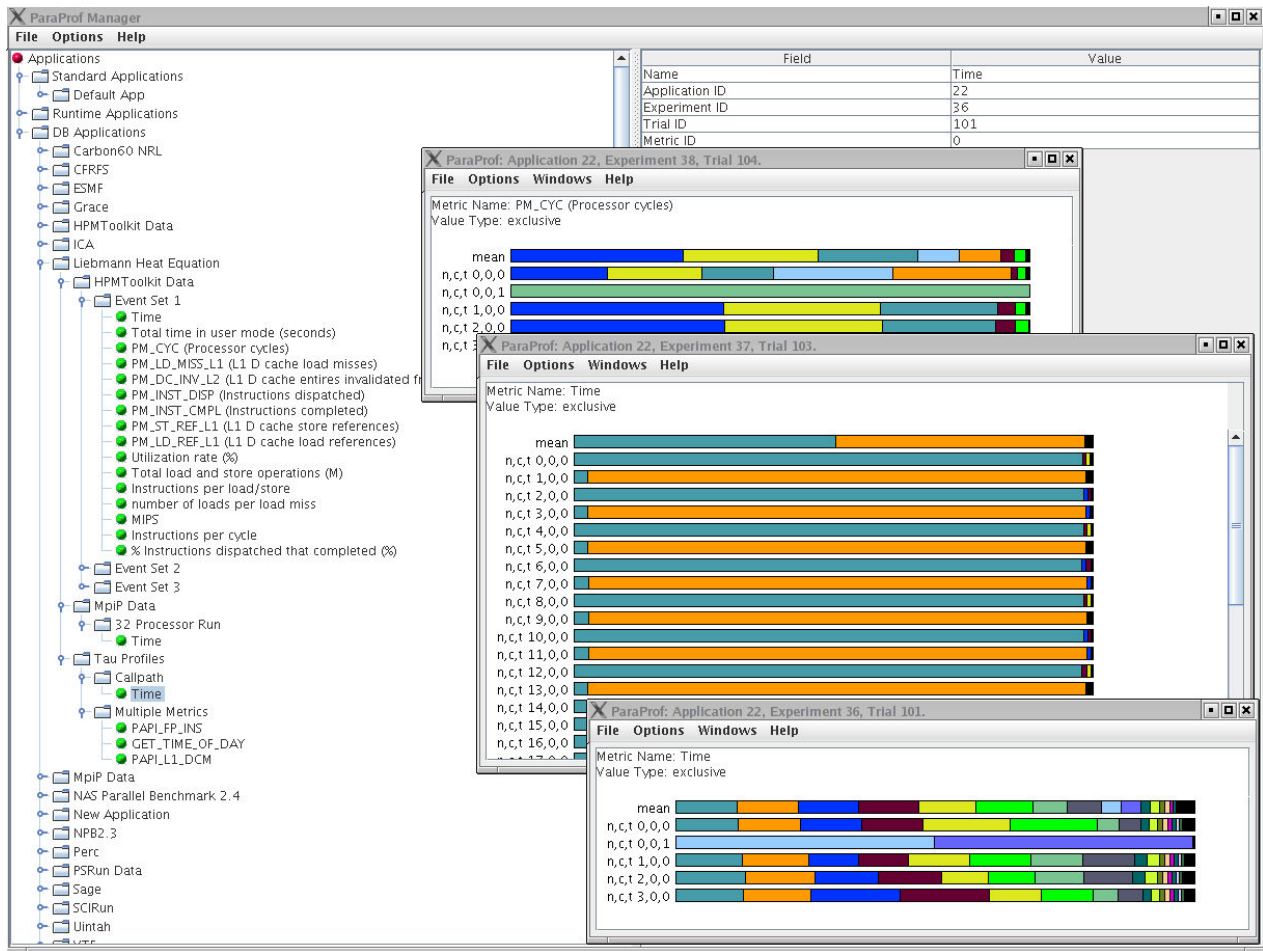 ParaProf Manager
File Options Help
Applications
Standard Applications
Default App
Runtime Applications
DB Applications
Carbon60 NRL
CFRFS
ESMF
Grace
HPMToolkit Data
ICA
Liebmann Heat Equation
HPMToolkit Data
Event Set 1
Time
Total time in user mode (seconds)
PM_CYC (Processor cycles)
PM_LD_MISS_L1 (L1 D cache load misses)
PM_DC_INV_L2 (L1 D cache entires invalidated f
PM_INST_DISP (Instructions dispatched)
PM_INST_CMPL (Instructions completed)
PM_ST_REF_L1 (L1 D cache store references)
PM_LD_REF_L1 (L1 D cache load references)
Utilization rate (%)
Total load and store operations (M)
Instructions per load/store
number of loads per load miss
MIPS
Instructions per cycle
% Instructions dispatched that completed (%)
Event Set 2
Event Set 3
MpiP Data
32 Processor Run
Time
Tau Profiles
Callpath
Time
Multiple Metrics
PAPI_FP_INS
GET_TIME_OF_DAY
PAPI_L1_DCM
MpiP Data
NAS Parallel Benchmark 2.4
New Application
NPB2.3
Perc
PSRun Data
Sage
SCIRun
Uintah
Field Value
Name Time
Application ID 22
Experiment ID 36
Trial ID 101
Metric ID 0
ParaProf: Application 22, Experiment 38, Trial 104.
File Options Windows Help
Metric Name: PM_CYC (Processor cycles)
Value Type: exclusive
mean
n,c,t 0,0,0
n,c,t 0,0,1
n,c,t 1,0,0
n,c,t 2,0,0
n,c,t 3
ParaProf: Application 22, Experiment 37, Trial 103.
File Options Windows Help
Metric Name: Time
Value Type: exclusive
mean
n,c,t 0,0,0
n,c,t 1,0,0
n,c,t 2,0,0
n,c,t 3,0,0
n,c,t 4,0,0
n,c,t 5,0,0
n,c,t 6,0,0
n,c,t 7,0,0
n,c,t 8,0,0
n,c,t 9,0,0
n,c,t 10,0,0
n,c,t 11,0,0
n,c,t 12,0,0
n,c,t 13,0,0
n,c,t 14,0,0
n,c,t 15,0,0
n,c,t 16,0,0
n,c,t 17,0,0
ParaProf: Application 22, Experiment 36, Trial 101.
File Options Windows Help
Metric Name: Time
Value Type: exclusive
mean
n,c,t 0,0,0
n,c,t 0,0,1
n,c,t 1,0,0
n,c,t 2,0,0
n,c,t 3,0,0